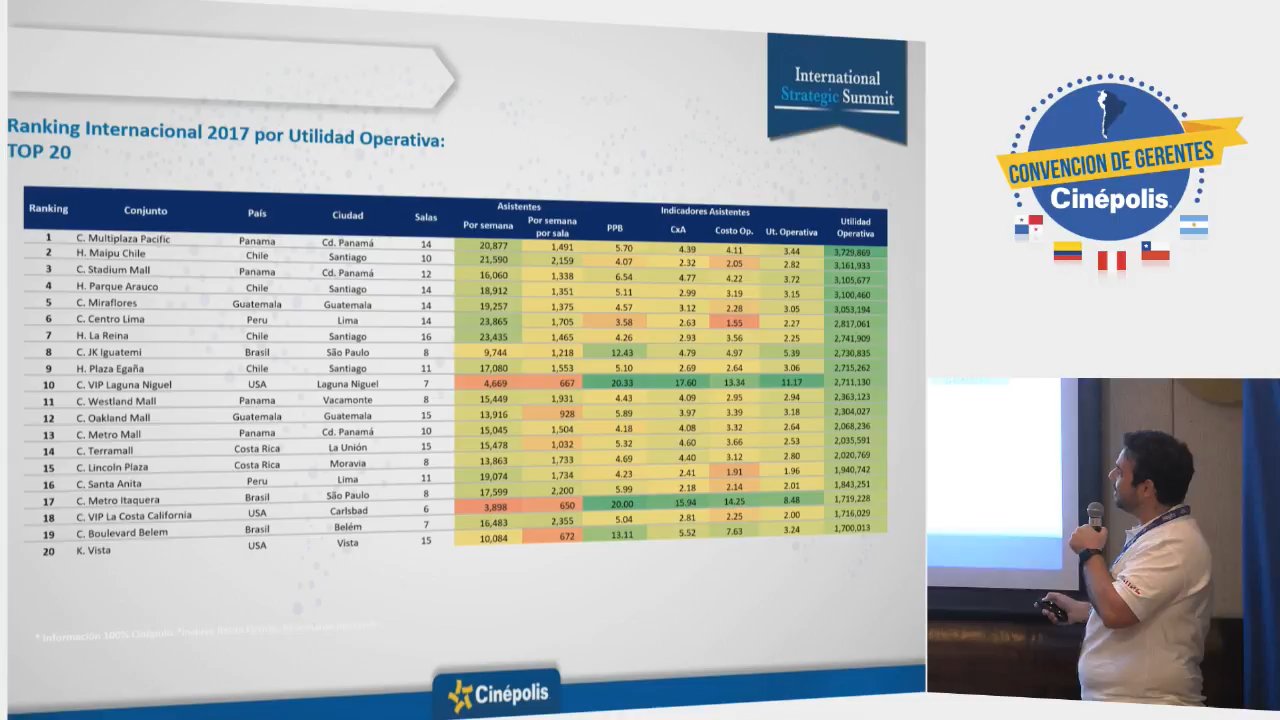 International
Strategic Summit
Ranking Internacional 2017 por Utilidad Operativa:
TOP 20
Asistentes Indicadores Asistentes
Ranking Conjunto País Ciudad Salas Por semana Por semana por sala PPB CxA Costo Op. Ut. Operativa Utilidad Operativa
1 C. Multiplaza Pacific Panama Cd. Panamá 14 20,877 1,491 5.70 4.39 4.11 3.44 3,729,869
2 H. Maipu Chile Chile Santiago 10 21,590 2,159 4.07 2.32 2.05 2.82 3,161,933
3 C. Stadium Mall Panama Cd. Panamá 12 16,060 1,338 6.54 4.77 4.22 3.72 3,105,677
4 H. Parque Arauco Chile Santiago 14 18,912 1,351 5.11 2.99 3.19 3.15 3,100,460
5 C. Miraflores Guatemala Guatemala 14 19,257 1,375 4.57 3.12 2.28 3.05 3,053,194
6 C. Centro Lima Peru Lima 14 23,865 1,705 3.58 2.63 1.55 2.27 2,817,061
7 H. La Reina Chile Santiago 16 23,435 1,465 4.26 2.93 3.56 2.25 2,741,909
8 C. JK Iguatemi Brasil São Paulo 8 9,744 1,218 12.43 4.79 4.97 5.39 2,730,835
9 H. Plaza Egaña Chile Santiago 11 17,080 1,553 5.10 2.69 2.64 3.06 2,715,262
10 C. VIP Laguna Niguel USA Laguna Niguel 7 4,669 667 20.33 17.60 13.34 11.17 2,711,130
11 C. Westland Mall Panama Vacamonte 8 15,449 1,931 4.43 4.09 2.95 2.94 2,363,123
12 C. Oakland Mall Guatemala Guatemala 15 13,916 928 5.89 3.97 3.39 3.18 2,304,027
13 C. Metro Mall Panama Cd. Panamá 10 15,045 1,504 4.18 4.08 3.32 2.64 2,068,236
14 C. Terramall Costa Rica La Unión 15 15,478 1,032 5.32 4.60 3.66 2.53 2,035,591
15 C. Lincoln Plaza Costa Rica Moravia 8 13,863 1,733 4.69 4.40 3.12 2.80 2,020,769
16 C. Santa Anita Peru Lima 11 19,074 1,734 4.23 2.41 1.91 1.96 1,940,742
17 C. Metro Itaquera Brasil São Paulo 8 17,599 2,200 5.99 2.18 2.14 2.01 1,843,251
18 C. VIP La Costa California USA Carlsbad 6 3,898 650 20.00 15.94 14.25 8.48 1,719,228
19 C. Boulevard Belem Brasil Belém 7 16,483 2,355 5.04 2.81 2.25 2.00 1,716,029
20 K. Vista USA Vista 15 10,084 672 13.11 5.52 7.63 3.24 1,700,013
* Información 100% Cinépolis
Cinépolis
CONVENCION DE GERENTES
Cinépolis